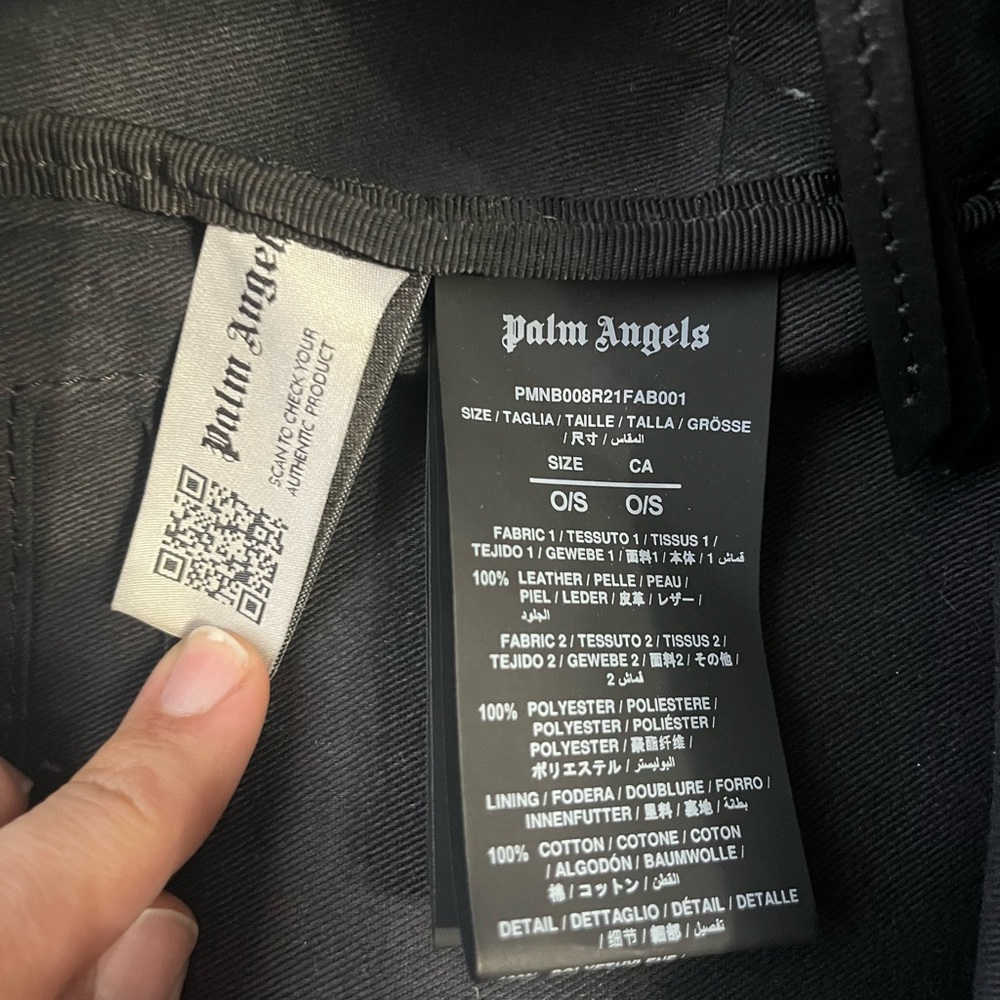 Palm Angels
SCAN TO CHECK YOUR
AUTHENTIC PRODUCT
Palm Angels
PMNB008R21FAB001
SIZE / TAGLIA / TAILLE / TALLA / GRÖSSE
/ 尺寸 / المقاس
SIZE CA
O/S O/S
FABRIC 1 / TESSUTO 1 / TISSUS 1 /
TEJIDO 1 / GEWEBE 1 / 面料1 / 本体 / قماش 1
100% LEATHER / PELLE / PEAU /
PIEL / LEDER / 皮革 / レザー /
الجلود
FABRIC 2 / TESSUTO 2 / TISSUS 2 /
TEJIDO 2 / GEWEBE 2 / 面料2 / その他 /
قماش 2
100% POLYESTER / POLIESTERE /
POLYESTER / POLIÉSTER /
POLYESTER / 聚酯纤维 /
ポリエステル / البوليستر
LINING / FODERA / DOUBLURE / FORRO /
INNENFUTTER / 里料 / 裏地 / بطانة
100% COTTON / COTONE / COTON
/ ALGODÓN / BAUMWOLLE /
棉 / コットン / القطن
DETAIL / DETTAGLIO / DÉTAIL / DETALLE
/ 细节 / 細部 / تفصيل
100% POLYETHYLENE /